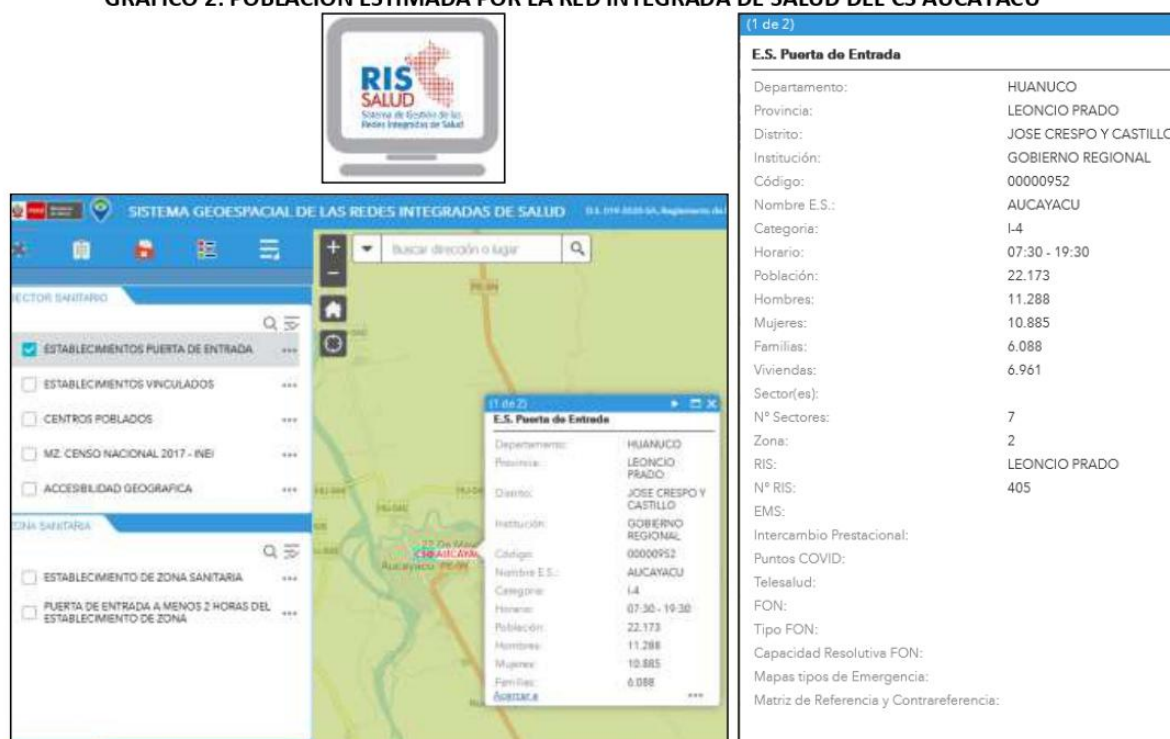 GRÁFICO 2: POBLACIÓN ESTIMADA POR LA RED INTEGRADA DE SALUD DEL CS AUCAYACU
RIS
SALUD
Sistema de Gestión de las
Redes Integradas de Salud
SISTEMA GEOESPACIAL DE LAS REDES INTEGRADAS DE SALUD
Buscar dirección o lugar
SECTOR SANITARIO
ESTABLECIMIENTOS PUERTA DE ENTRADA
ESTABLECIMIENTOS VINCULADOS
CENTROS POBLADOS
MZ. CENSO NACIONAL 2017 - INEI
ACCESIBILIDAD GEOGRAFICA
ZONA SANITARIA
ESTABLECIMIENTO DE ZONA SANITARIA
PUERTA DE ENTRADA A MENOS 2 HORAS DEL
ESTABLECIMIENTO DE ZONA
Aucayacu
(1 de 2)
E.S. Puerta de Entrada
Departamento: HUANUCO
Provincia: LEONCIO
PRADO
Distrito: JOSE CRESPO Y
CASTILLO
Institución: GOBIERNO
REGIONAL
Código: 00000952
Nombre E.S.: AUCAYACU
Categoria: I-4
Horario: 07:30 - 19:30
Población: 22.173
Hombres: 11.288
Mujeres: 10.885
Familias: 6.088
Acercar a
(1 de 2)
E.S. Puerta de Entrada
Departamento: HUANUCO
Provincia: LEONCIO PRADO
Distrito: JOSE CRESPO Y CASTILLO
Institución: GOBIERNO REGIONAL
Código: 00000952
Nombre E.S.: AUCAYACU
Categoria: I-4
Horario: 07:30 - 19:30
Población: 22.173
Hombres: 11.288
Mujeres: 10.885
Familias: 6.088
Viviendas: 6.961
Sector(es):
N° Sectores: 7
Zona: 2
RIS: LEONCIO PRADO
N° RIS: 405
EMS:
Intercambio Prestacional:
Puntos COVID:
Telesalud:
FON:
Tipo FON:
Capacidad Resolutiva FON:
Mapas tipos de Emergencia:
Matriz de Referencia y Contrareferencia: